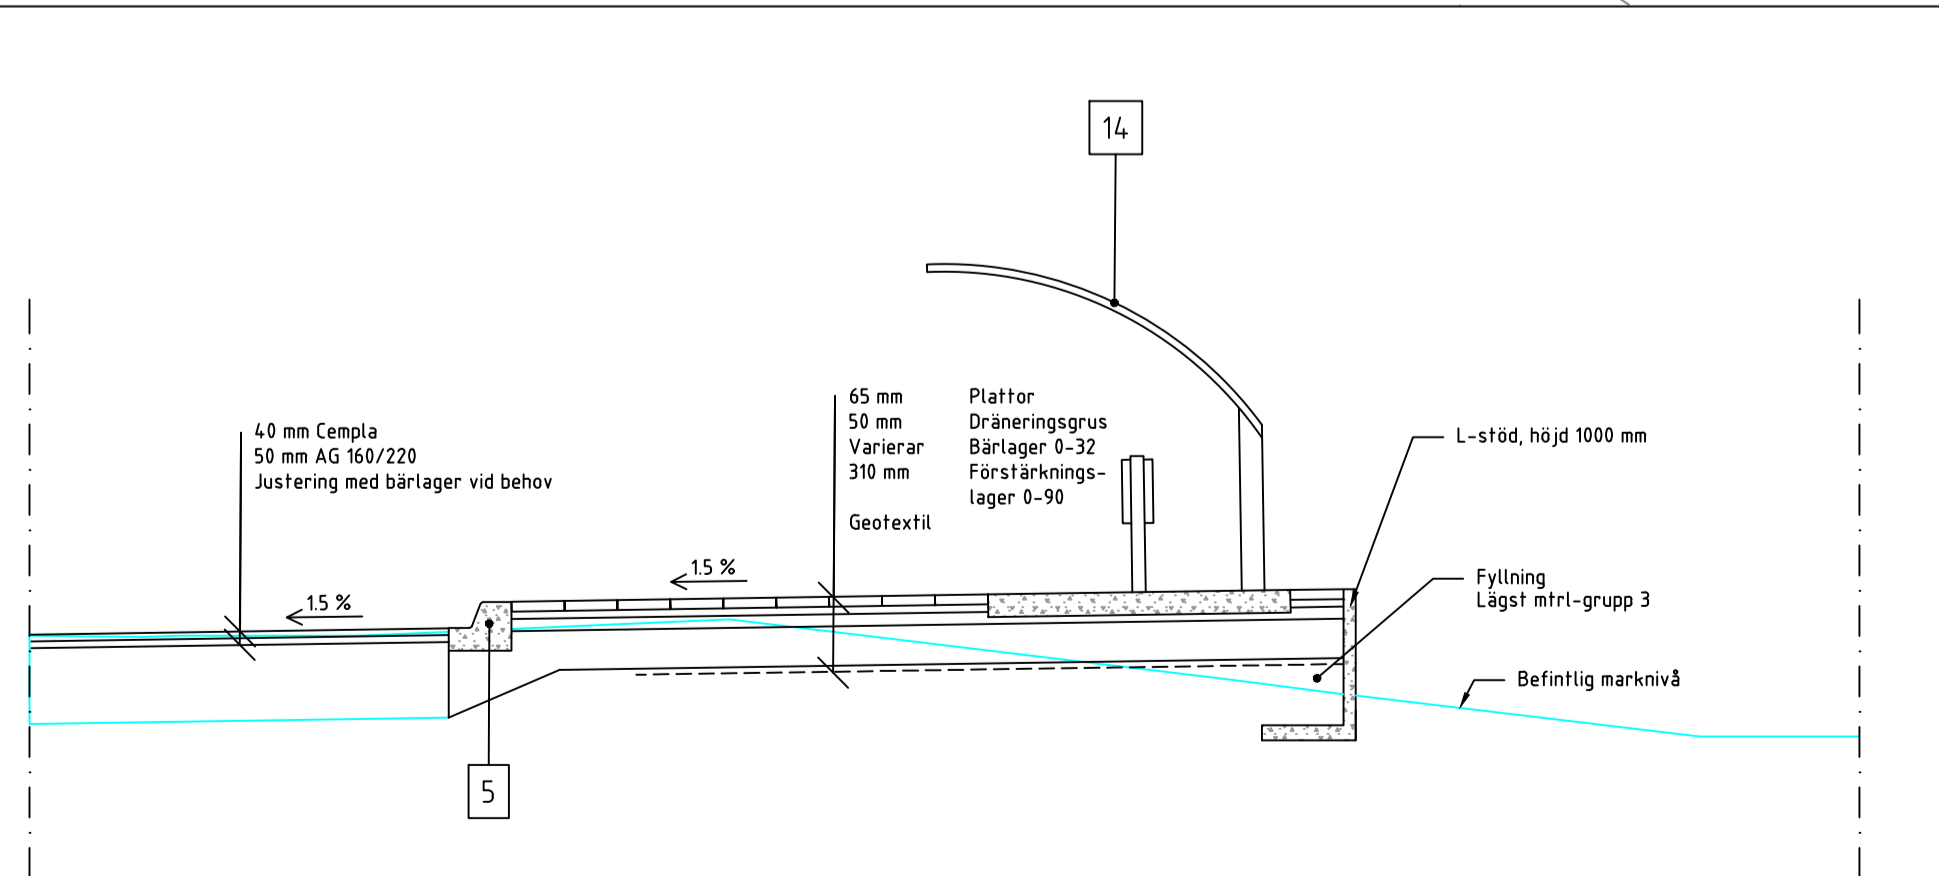 14
40 mm Cempla
50 mm AG 160/220
Justering med bärlager vid behov
65 mm Plattor
50 mm Dräneringsgrus
Varierar Bärlager 0-32
310 mm Förstärknings-
lager 0-90
Geotextil
L-stöd, höjd 1000 mm
1.5 %
1.5 %
Fyllning
Lägst mtrl-grupp 3
Befintlig marknivå
5